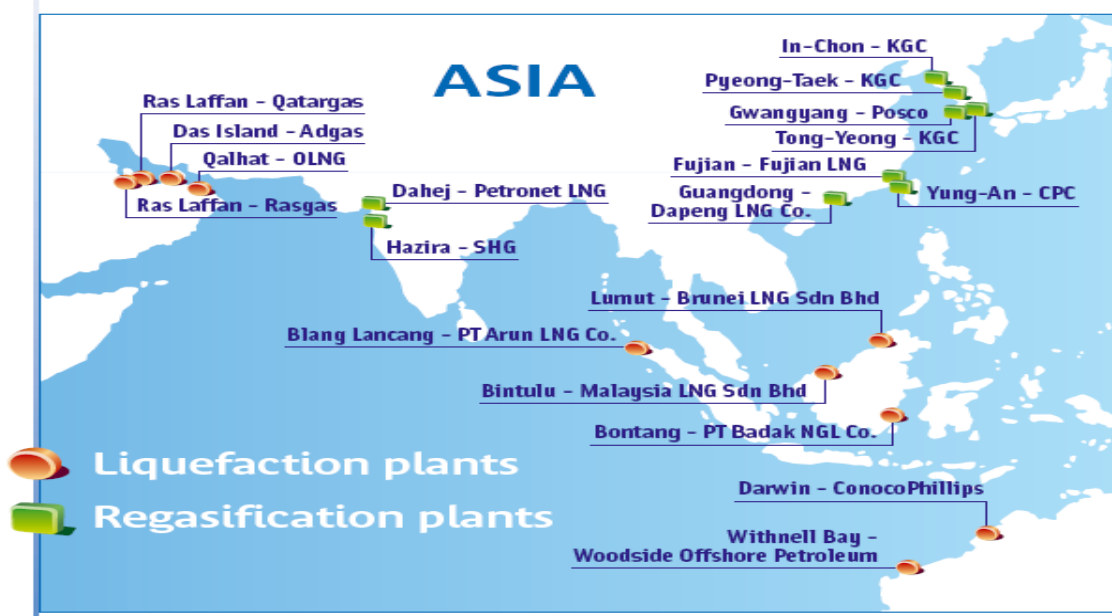 ASIA
In-Chon - KGC
Pyeong-Taek - KGC
Gwangyang - Posco
Tong-Yeong - KGC
Ras Laffan - Qatargas
Das Island - Adgas
Qalhat - OLNG
Ras Laffan - Rasgas
Dahej - Petronet LNG
Hazira - SHG
Fujian - Fujian LNG
Guangdong -
Dapeng LNG Co.
Yung-An - CPC
Lumut - Brunei LNG Sdn Bhd
Blang Lancang - PT Arun LNG Co.
Bintulu - Malaysia LNG Sdn Bhd
Bontang - PT Badak NGL Co.
Liquefaction plants
Regasification plants
Darwin - ConocoPhillips
Withnell Bay -
Woodside Offshore Petroleum